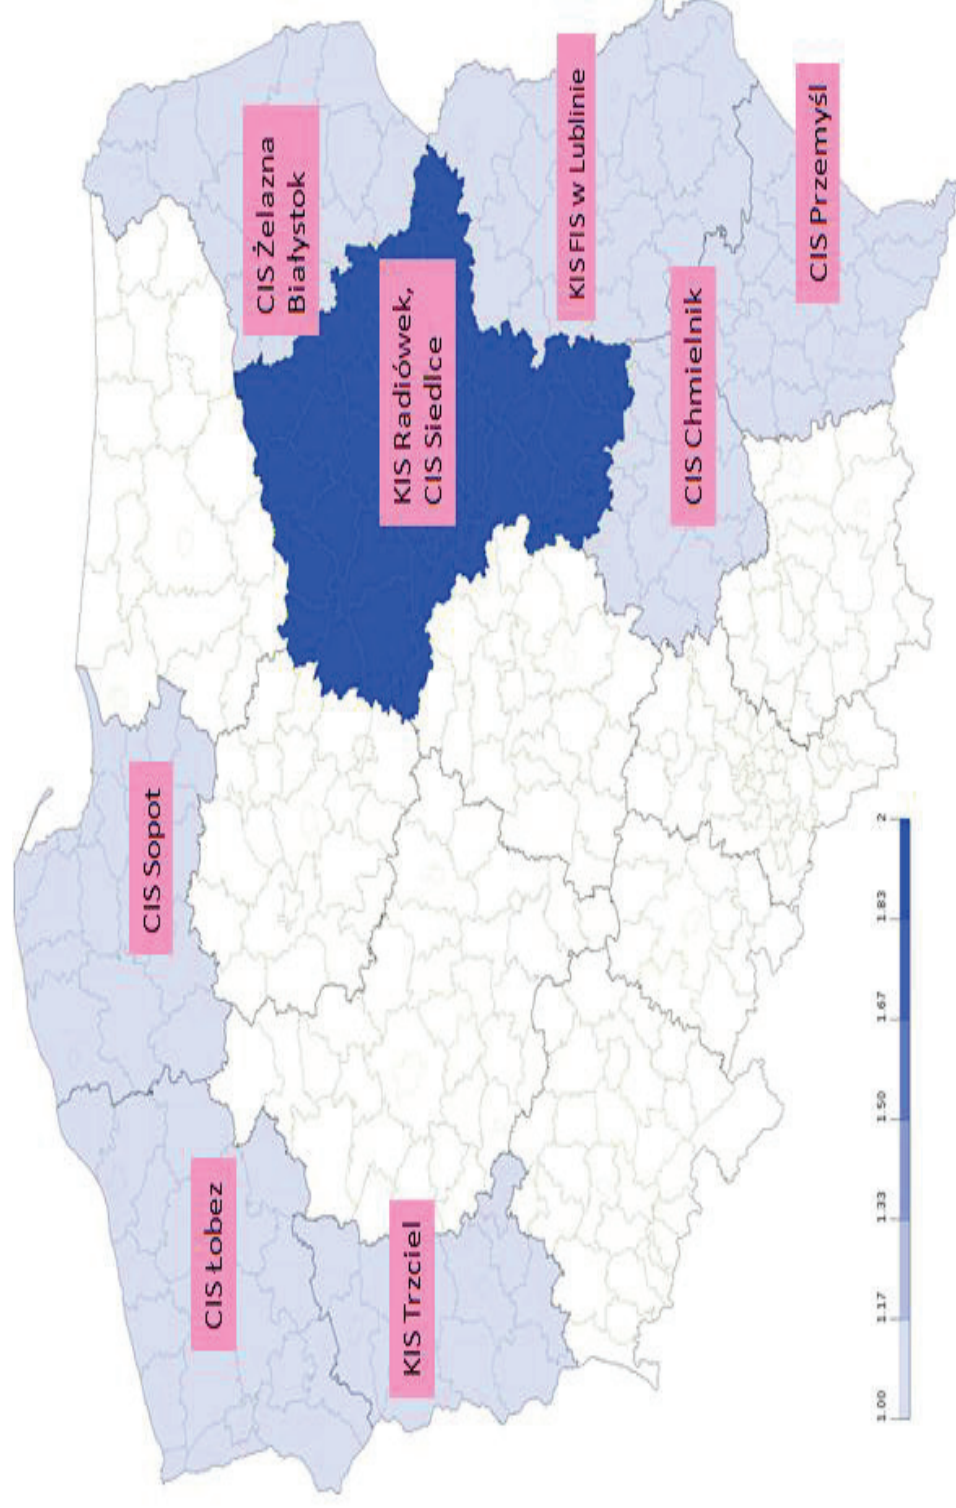 CIS Sopot
CIS Łobez
CIS Żelazna
Białystok
KIS Radiówek,
CIS Siedlce
KIS Trzciel
KIS FIS w Lublinie
CIS Chmielnik
CIS Przemyśl
1.00
1.17
1.33
1.50
1.67
1.83
2